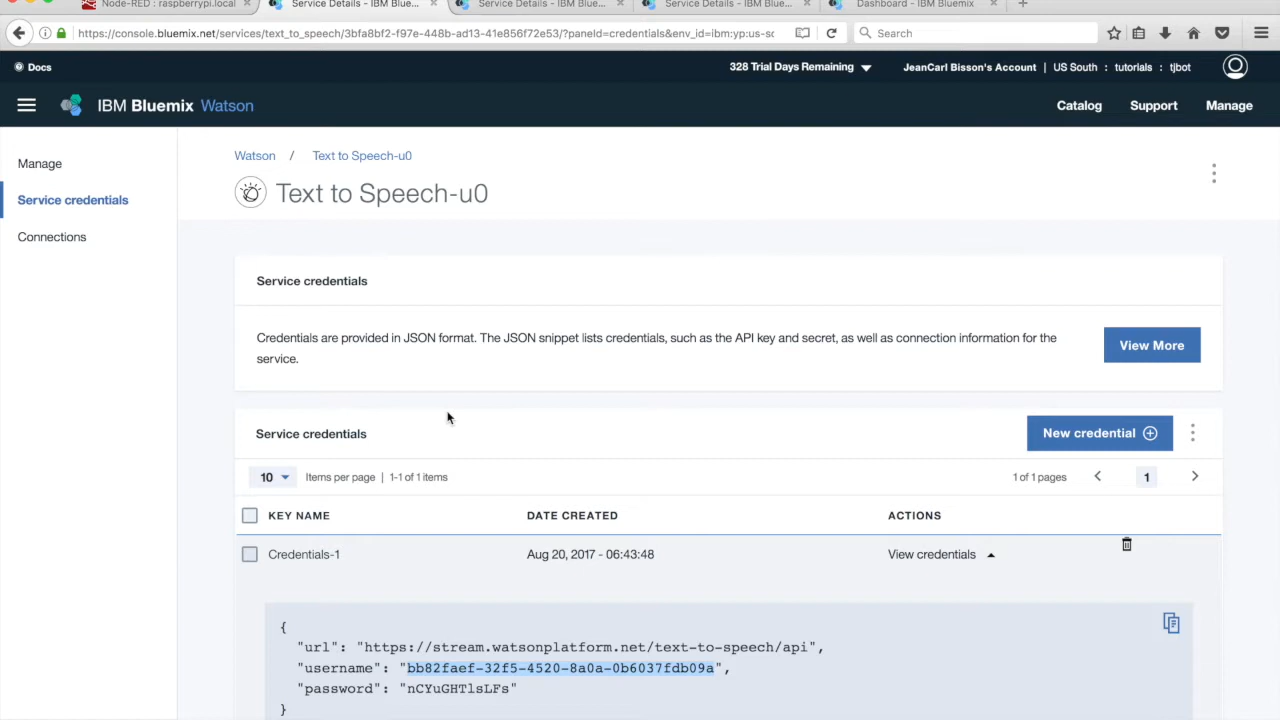 Node-RED : raspberrypi.local
Service Details - IBM Blue...
Service Details - IBM Blue...
Service Details - IBM Blue...
Dashboard - IBM Bluemix
https://console.bluemix.net/services/text_to_speech/3bfa8bf2-f97e-448b-ad13-41e856f72e53/?paneId=credentials&env_id=ibm:yp:us-so
Search
Docs
328 Trial Days Remaining
JeanCarl Bisson's Account | US South : tutorials : tjbot
IBM Bluemix Watson
Catalog
Support
Manage
Manage
Service credentials
Connections
Watson / Text to Speech-u0
Text to Speech-u0
Service credentials
Credentials are provided in JSON format. The JSON snippet lists credentials, such as the API key and secret, as well as connection information for the
service.
View More
Service credentials
New credential
10 Items per page | 1-1 of 1 items
1 of 1 pages
1
KEY NAME
DATE CREATED
ACTIONS
Credentials-1
Aug 20, 2017 - 06:43:48
View credentials
{
"url": "https://stream.watsonplatform.net/text-to-speech/api",
"username": "bb82faef-32f5-4520-8a0a-0b6037fdb09a",
"password": "nCYuGHTlsLFs"
}